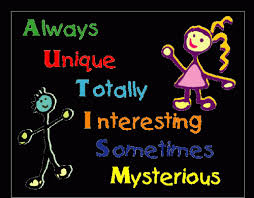 Always
Unique
Totally
Interesting
Sometimes
Mysterious